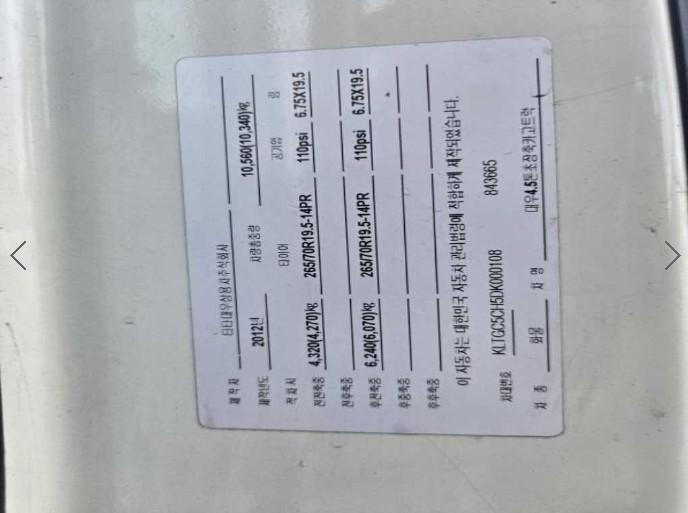 제 작 자 타타대우상용차주식회사
제작년도 2012년 차량총중량 10,560(10,340)kg
적 차 시 타이어 공기압 림
전전축중 4,320(4,270)kg 265/70R19.5-14PR 110psi 6.75X19.5
전후축중
후전축중 6,240(6,070)kg 265/70R19.5-14PR 110psi 6.75X19.5
후중축중
후후축중
이 자동차는 대한민국 자동차 관리법령에 적합하게 제작되었습니다.
차대번호 KLTGC5CH5DK000108 843665
차 종 화물 차 명 대우4.5톤초장축카고트럭